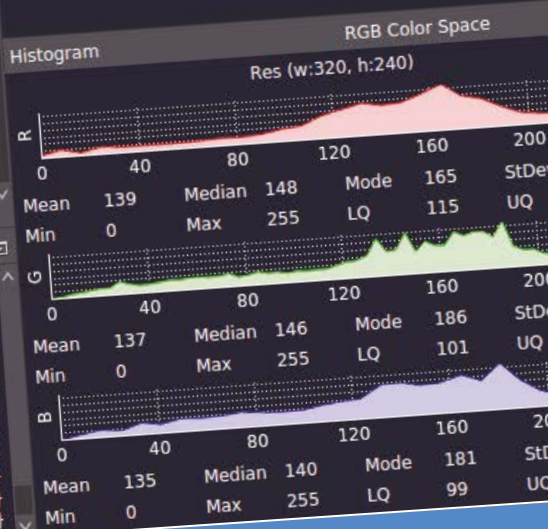 RGB Color Space
Histogram
Res (w:320, h:240)
R
0 40 80 120 160 200
Mean 139 Median 148 Mode 165 StDev
Min 0 Max 255 LQ 115 UQ
G
0 40 80 120 160 200
Mean 137 Median 146 Mode 186 StD
Min 0 Max 255 LQ 101 UQ
B
0 40 80 120 160 20
Mean 135 Median 140 Mode 181 StD
Min 0 Max 255 LQ 99 UQ